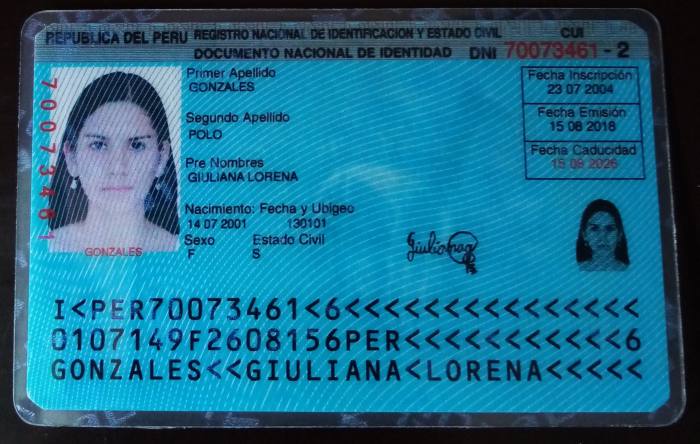 REPUBLICA DEL PERU REGISTRO NACIONAL DE IDENTIFICACION Y ESTADO CIVIL CUI
DOCUMENTO NACIONAL DE IDENTIDAD DNI 70073461 - 2
70073461
Primer Apellido
GONZALES
Segundo Apellido
POLO
Pre Nombres
GIULIANA LORENA
Nacimiento: Fecha y Ubigeo
14 07 2001 130101
Sexo Estado Civil
F S
Fecha Inscripción
23 07 2004
Fecha Emisión
15 08 2018
Fecha Caducidad
15 08 2026
GONZALES
I<PER70073461<6<<<<<<<<<<<<<<<
0107149F2608156PER<<<<<<<<<<<6
GONZALES<<GIULIANA<LORENA<<<<<